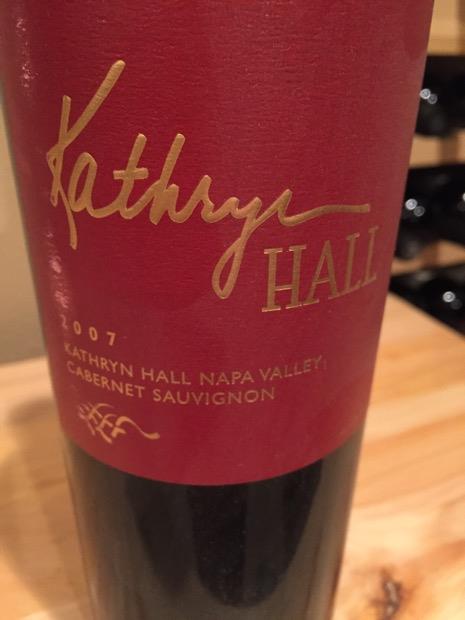 Kathryn
HALL
2007
KATHRYN HALL NAPA VALLEY
CABERNET SAUVIGNON